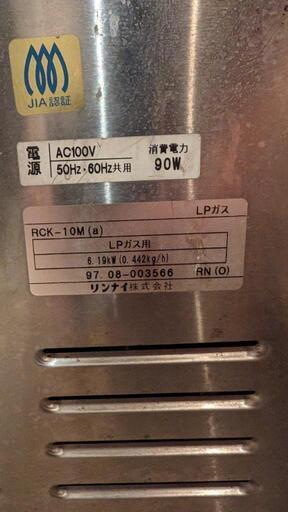 JIA認証
電源
AC100V
50Hz・60Hz共用
消費電力
90W
LPガス
RCK-10M(a)
LPガス用
6.19kW(0.442kg/h)
97.08-003566 RN(O)
リンナイ株式会社